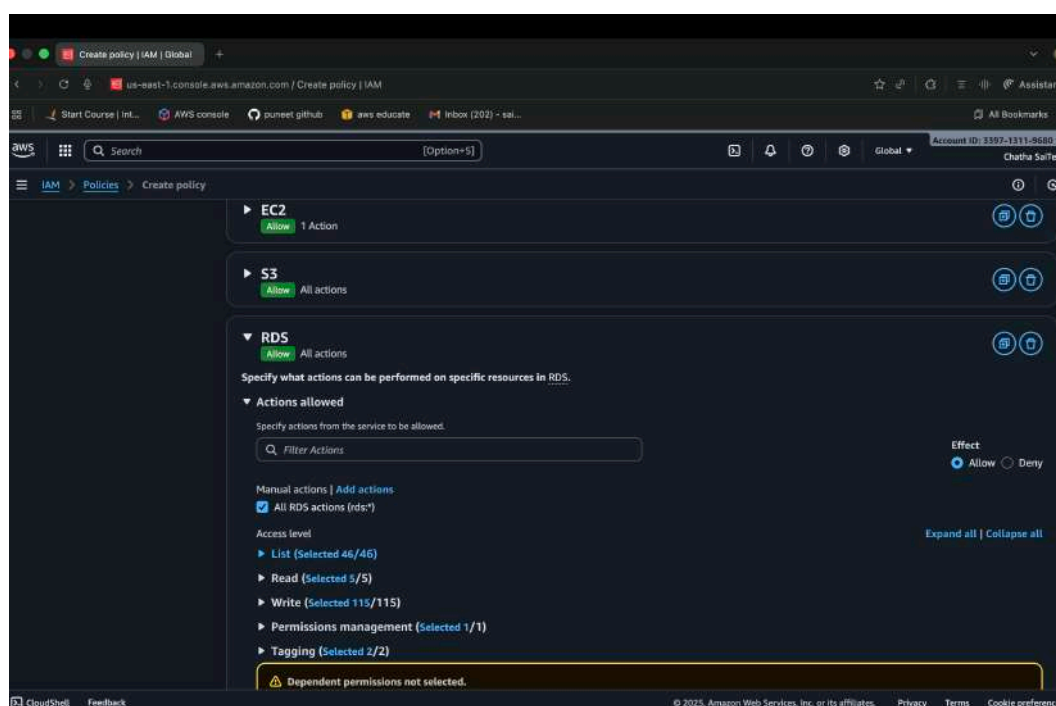 Create policy | IAM | Global
us-east-1.console.aws.amazon.com / Create policy | IAM
Assistant
Start Course | Int... AWS console puneet github aws educate Inbox (202) - sai... All Bookmarks
aws Search [Option+S] Global Account ID: 3397-1311-9680
Chatha SaiTe
IAM > Policies > Create policy
EC2
Allow 1 Action
S3
Allow All actions
RDS
Allow All actions
Specify what actions can be performed on specific resources in RDS.
Actions allowed
Specify actions from the service to be allowed.
Filter Actions
Effect
Allow Deny
Manual actions | Add actions
All RDS actions (rds:*)
Access level Expand all | Collapse all
List (Selected 46/46)
Read (Selected 5/5)
Write (Selected 115/115)
Permissions management (Selected 1/1)
Tagging (Selected 2/2)
Dependent permissions not selected.
CloudShell Feedback © 2025, Amazon Web Services, Inc. or its affiliates. Privacy Terms Cookie preferenc